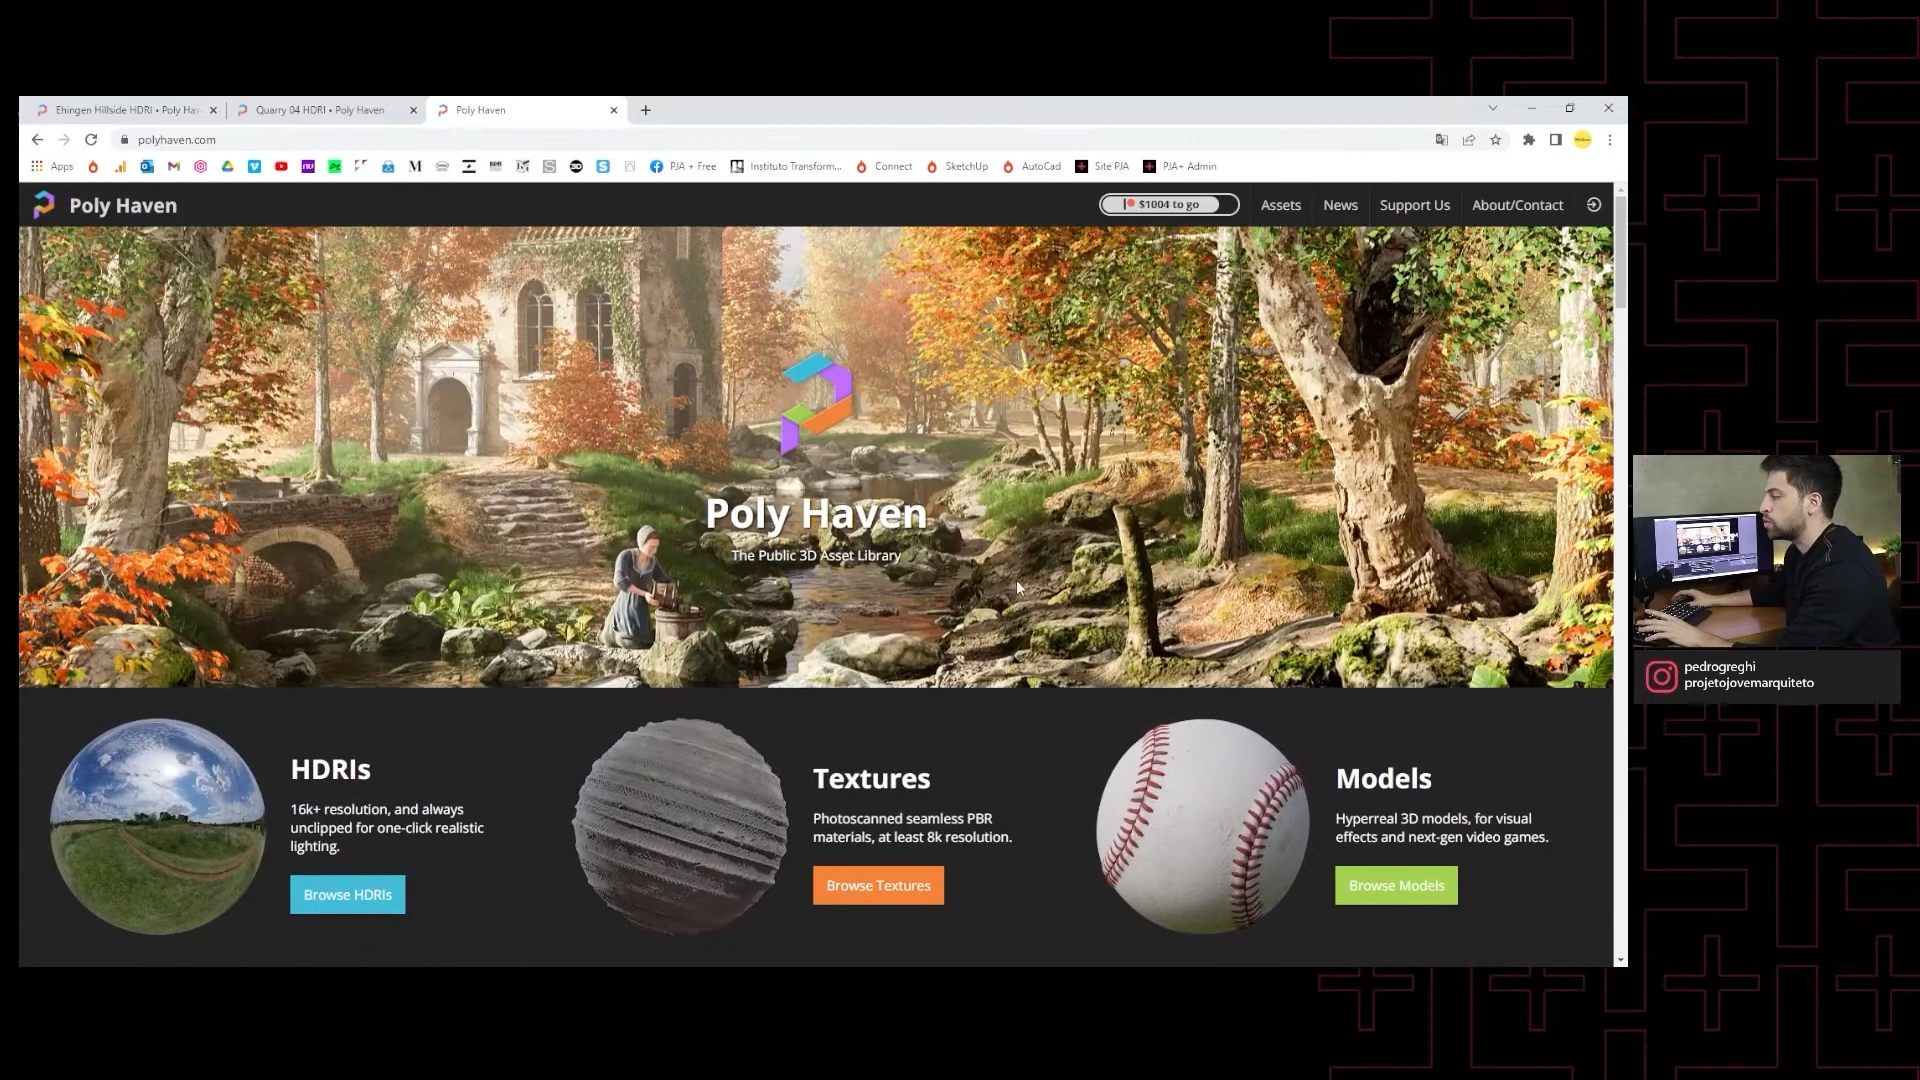 Ehingen Hillside HDRI • Poly Hav
Quarry 04 HDRI • Poly Haven
Poly Haven
polyhaven.com
Apps
PJA + Free
Instituto Transform...
Connect
SketchUp
AutoCad
Site PJA
PJA+ Admin
Poly Haven
$1004 to go
Assets
News
Support Us
About/Contact
Poly Haven
The Public 3D Asset Library
HDRIs
16k+ resolution, and always
unclipped for one-click realistic
lighting.
Browse HDRIs
Textures
Photoscanned seamless PBR
materials, at least 8k resolution.
Browse Textures
Models
Hyperreal 3D models, for visual
effects and next-gen video games.
Browse Models
pedrogreghi
projetojovemarquiteto